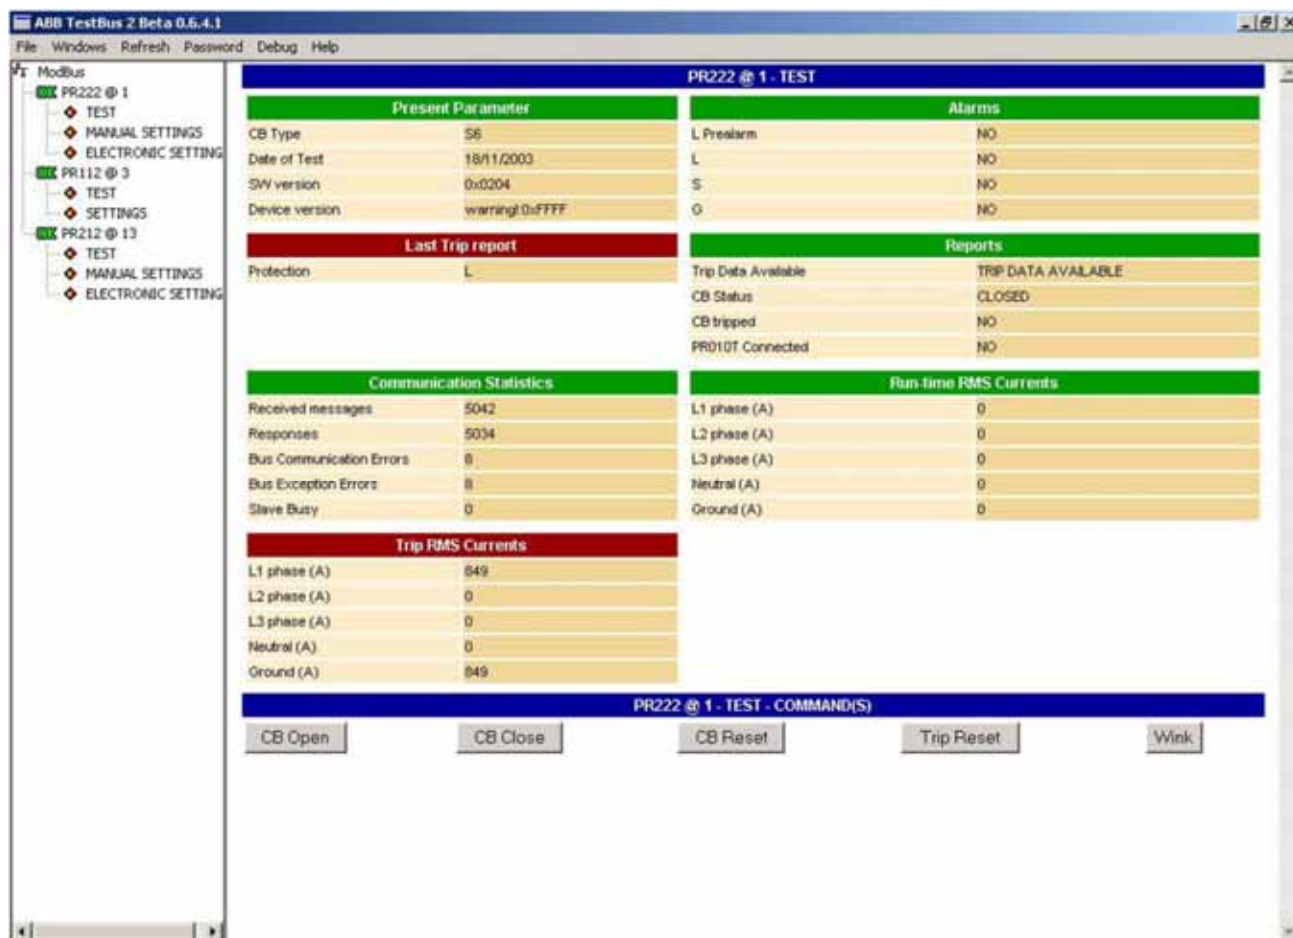 ABB TestBus 2 Beta 0.6.4.1
File Windows Refresh Password Debug Help
ModBus
PR222 @ 1
TEST
MANUAL SETTINGS
ELECTRONIC SETTING
PR112 @ 3
TEST
SETTINGS
PR212 @ 13
TEST
MANUAL SETTINGS
ELECTRONIC SETTING
PR222 @ 1 - TEST
Present Parameter
CB Type S6
Date of Test 18/11/2003
SW version 0x0204
Device version warning! 0xFFFF
Alarms
L Prealarm NO
L NO
S NO
G NO
Last Trip report
Protection L
Reports
Trip Data Available TRIP DATA AVAILABLE
CB Status CLOSED
CB tripped NO
PR010T Connected NO
Communication Statistics
Received messages 5042
Responses 5034
Bus Communication Errors 8
Bus Exception Errors 8
Slave Busy 0
Run-time RMS Currents
L1 phase (A) 0
L2 phase (A) 0
L3 phase (A) 0
Neutral (A) 0
Ground (A) 0
Trip RMS Currents
L1 phase (A) 849
L2 phase (A) 0
L3 phase (A) 0
Neutral (A) 0
Ground (A) 849
PR222 @ 1 - TEST - COMMAND(S)
CB Open CB Close CB Reset Trip Reset Wink